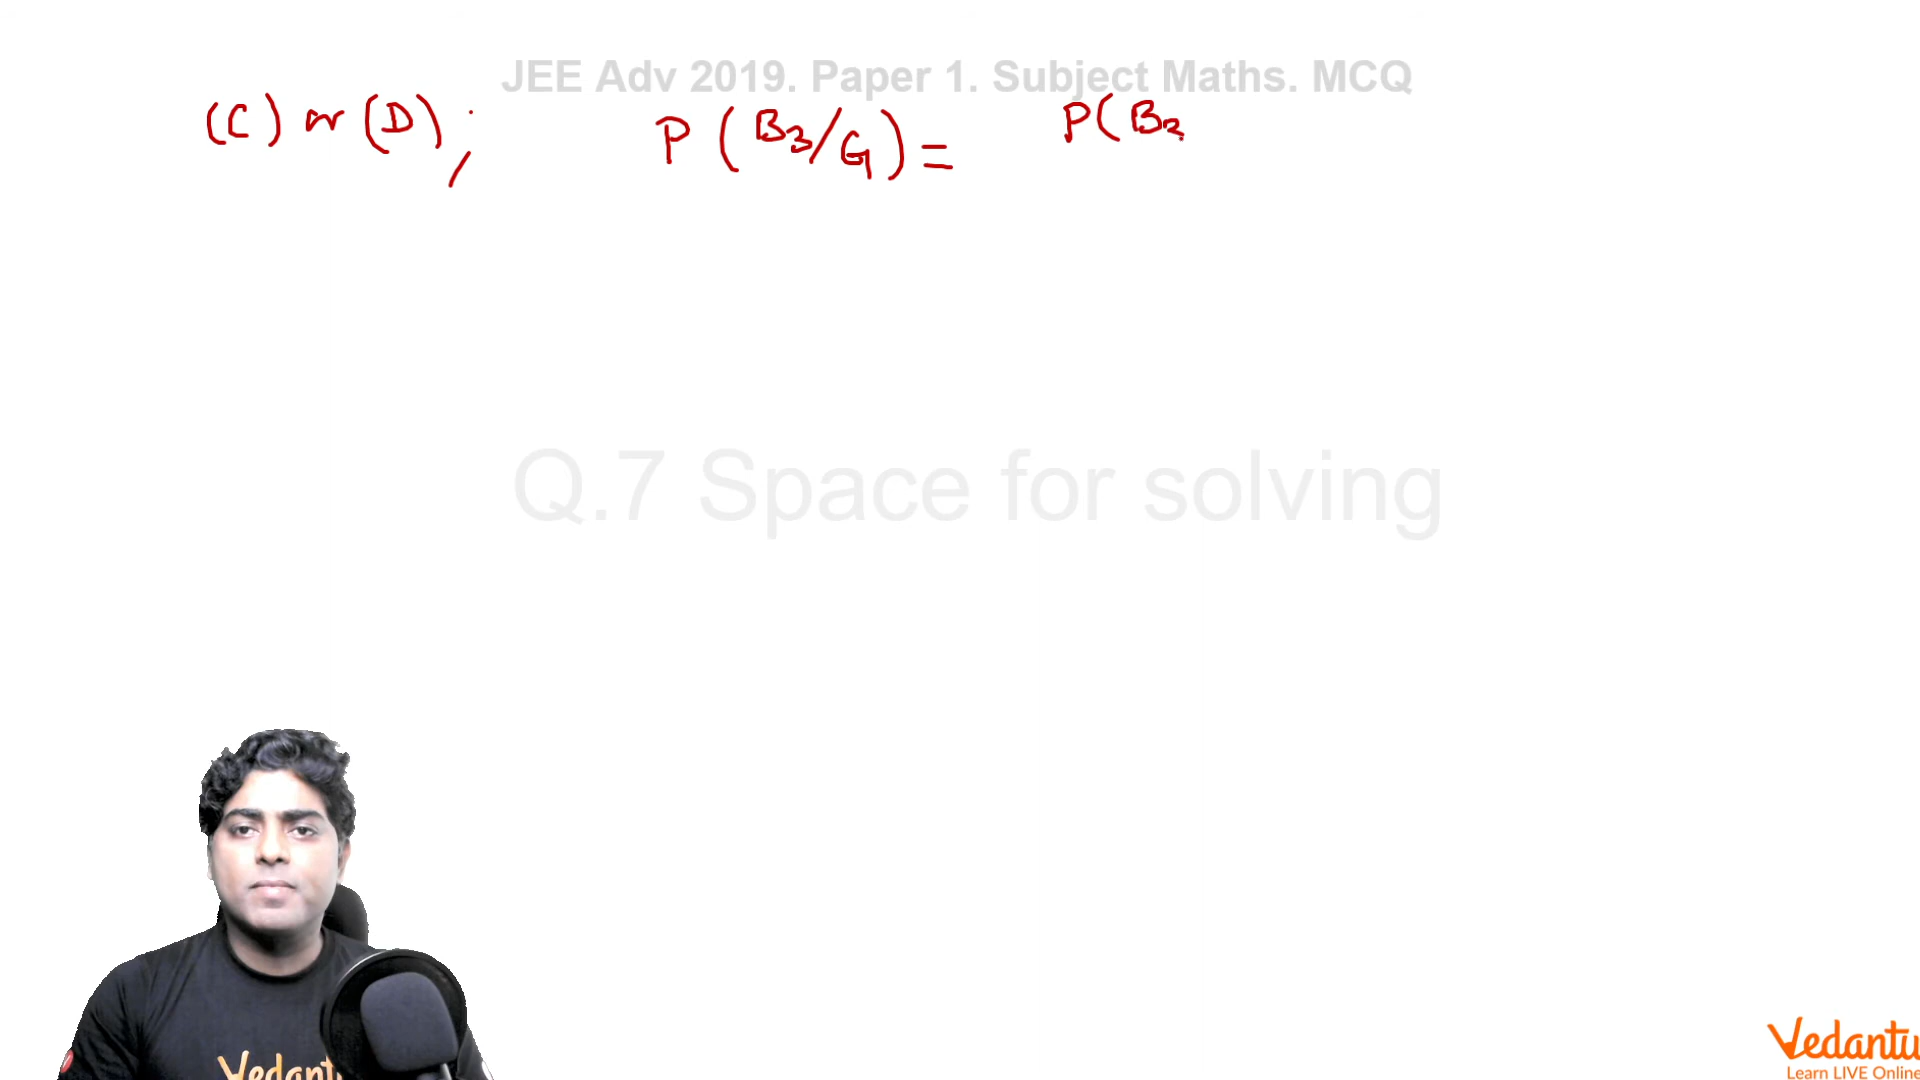 JEE Adv 2019. Paper 1. Subject Maths. MCQ
(C) or (D); P(B3/G) = P(B3
Q.7 Space for solving
Vedantu
Learn LIVE Online